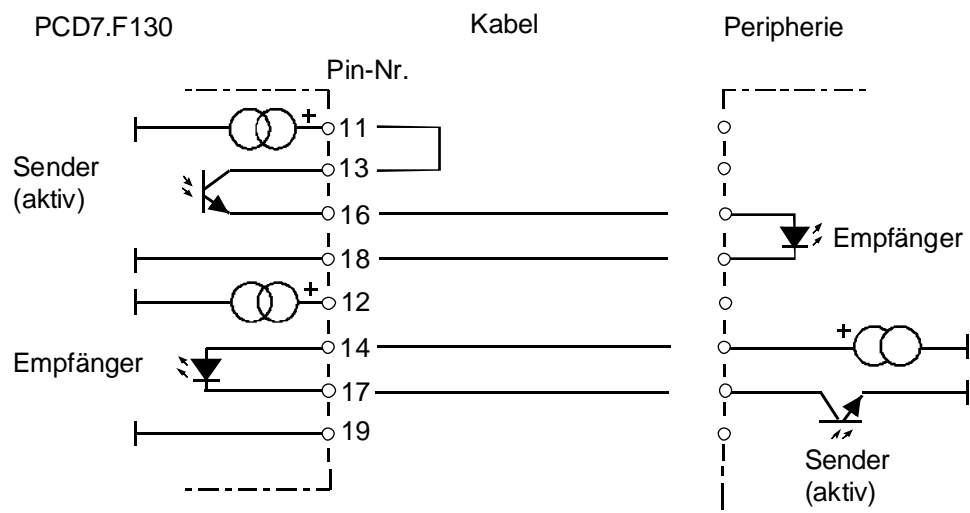 PCD7.F130
Kabel
Peripherie
Pin-Nr.
+ 11
Sender
(aktiv)
13
16
Empfänger
18
+ 12
Empfänger
14
+
17
19
Sender
(aktiv)